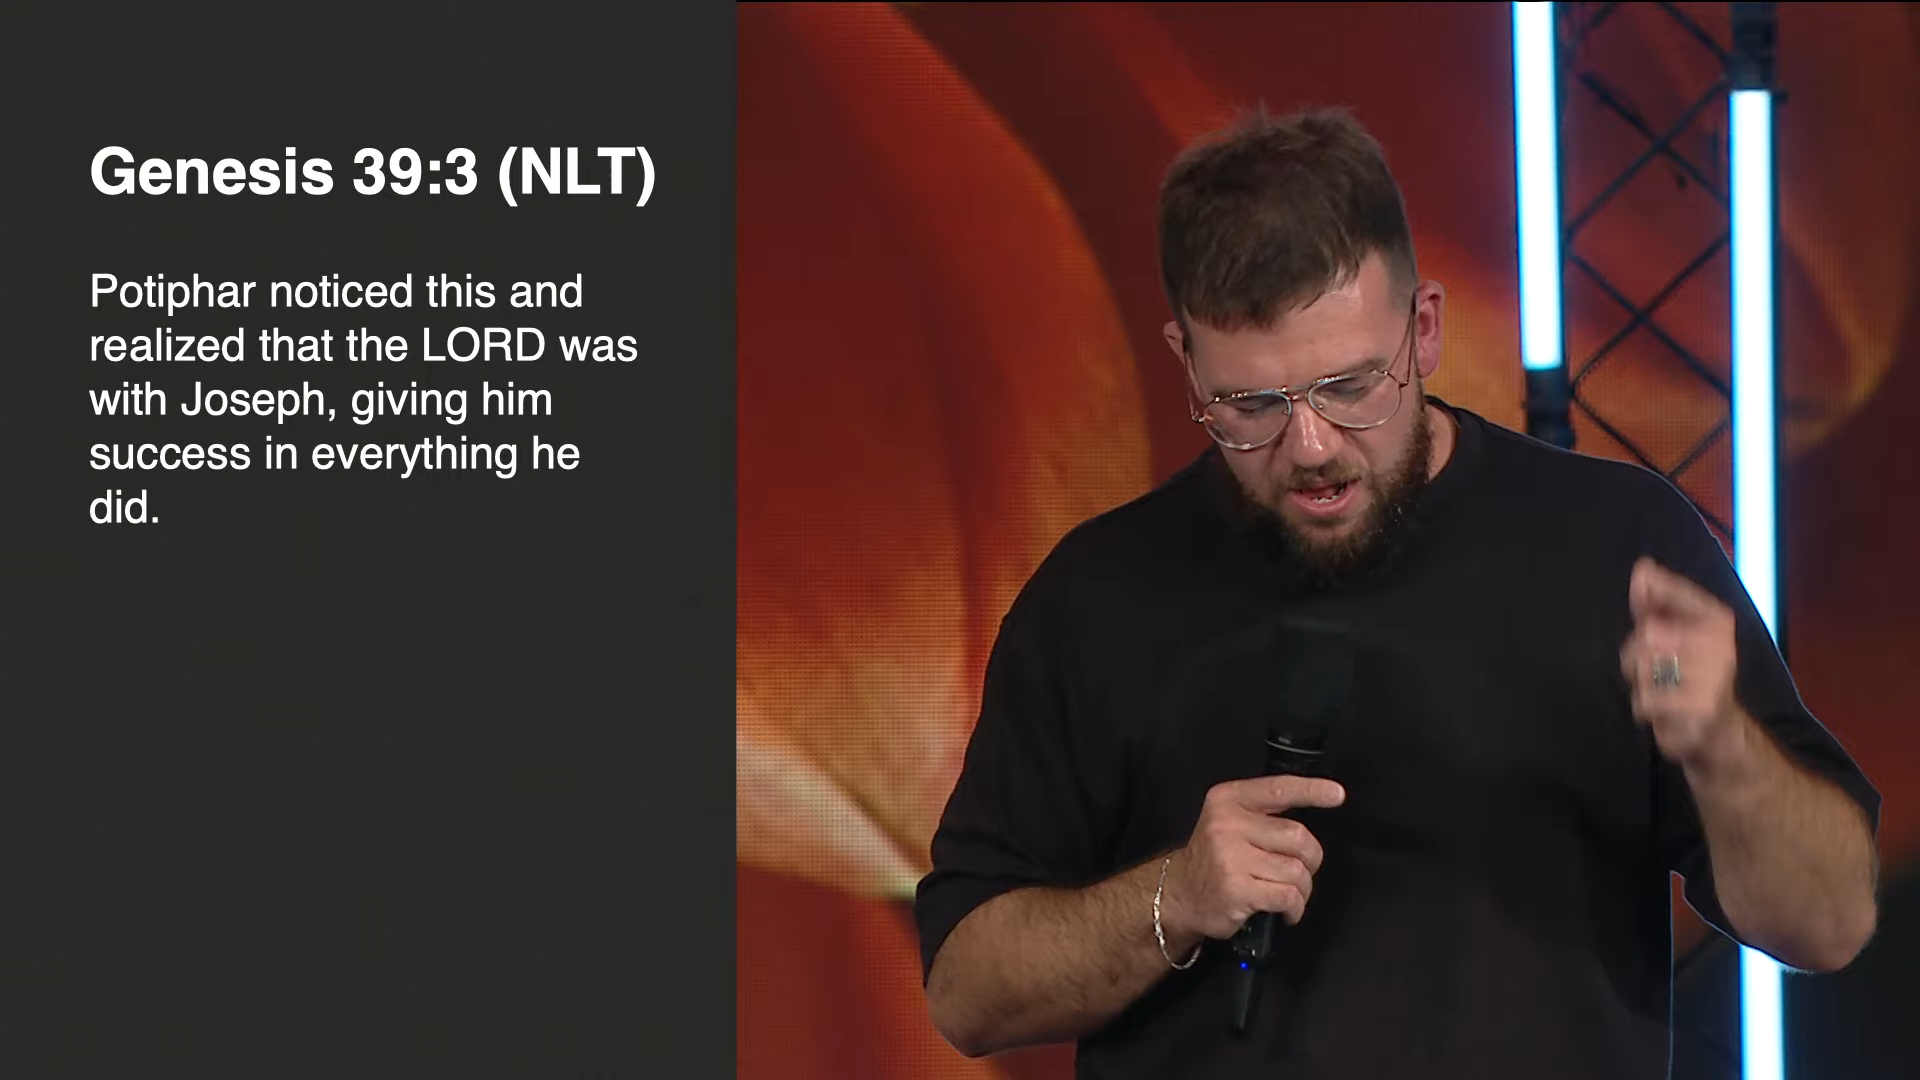 Genesis 39:3 (NLT)
Potiphar noticed this and
realized that the LORD was
with Joseph, giving him
success in everything he
did.